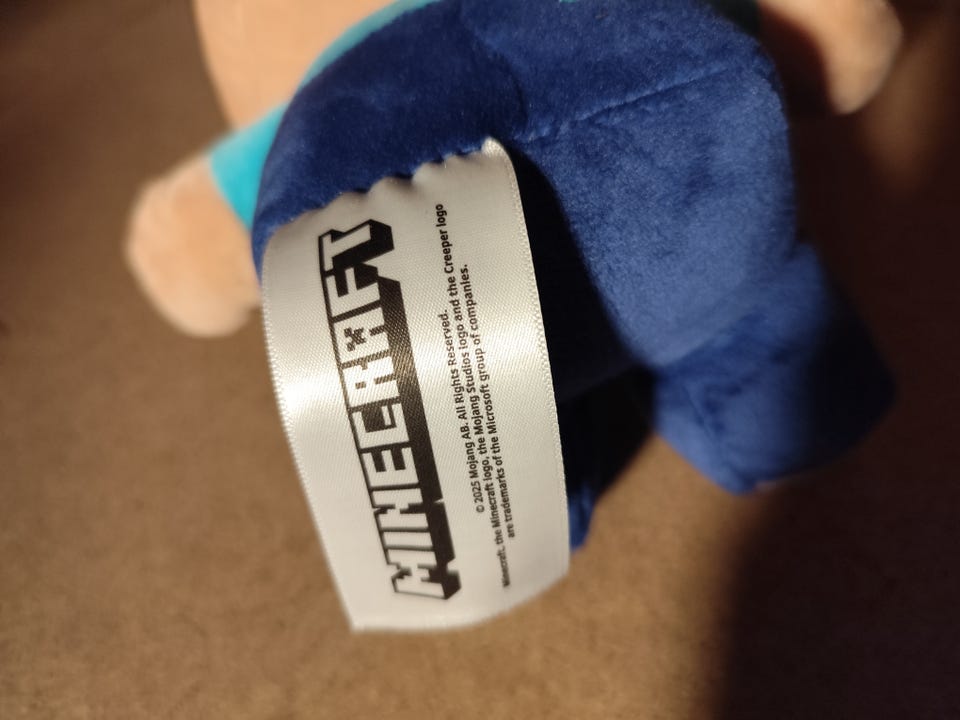 MINECRAFT
© 2025 Mojang AB. All Rights Reserved.
Minecraft, the Minecraft logo, the Mojang Studios logo and the Creeper logo
are trademarks of the Microsoft group of companies.